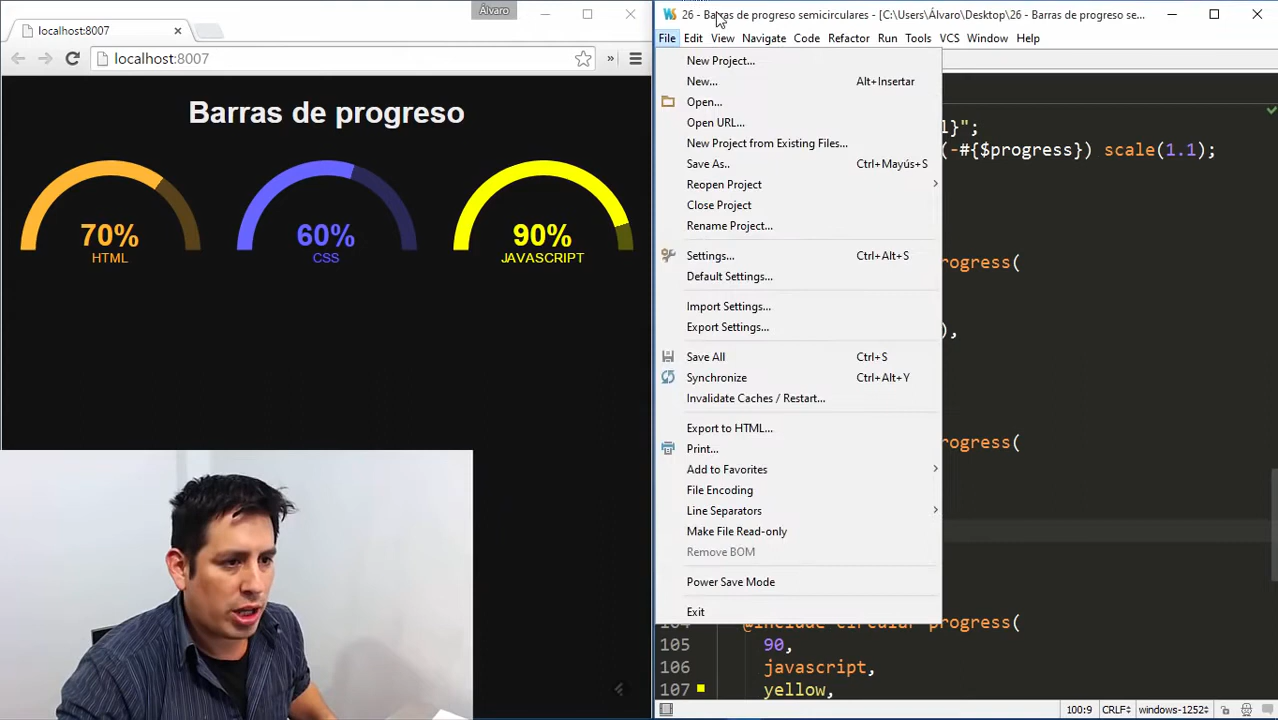 Álvaro
localhost:8007
localhost:8007
»
Barras de progreso
70%
HTML
60%
CSS
90%
JAVASCRIPT
26 - Barras de progreso semicirculares - [C:\Users\Álvaro\Desktop\26 - Barras de progreso se...
File Edit View Navigate Code Refactor Run Tools VCS Window Help
New Project...
New... Alt+Insertar
Open...
Open URL...
New Project from Existing Files...
Save As.. Ctrl+Mayús+S
Reopen Project
Close Project
Rename Project...
Settings... Ctrl+Alt+S
Default Settings...
Import Settings...
Export Settings...
Save All Ctrl+S
Synchronize Ctrl+Alt+Y
Invalidate Caches / Restart...
Export to HTML...
Print...
Add to Favorites
File Encoding
Line Separators
Make File Read-only
Remove BOM
Power Save Mode
Exit
l}";
(-#{$progress}) scale(1.1);
rogress(
),
rogress(
@include circular progress(
105 90,
106 javascript,
107 yellow,
100:9 CRLF windows-1252